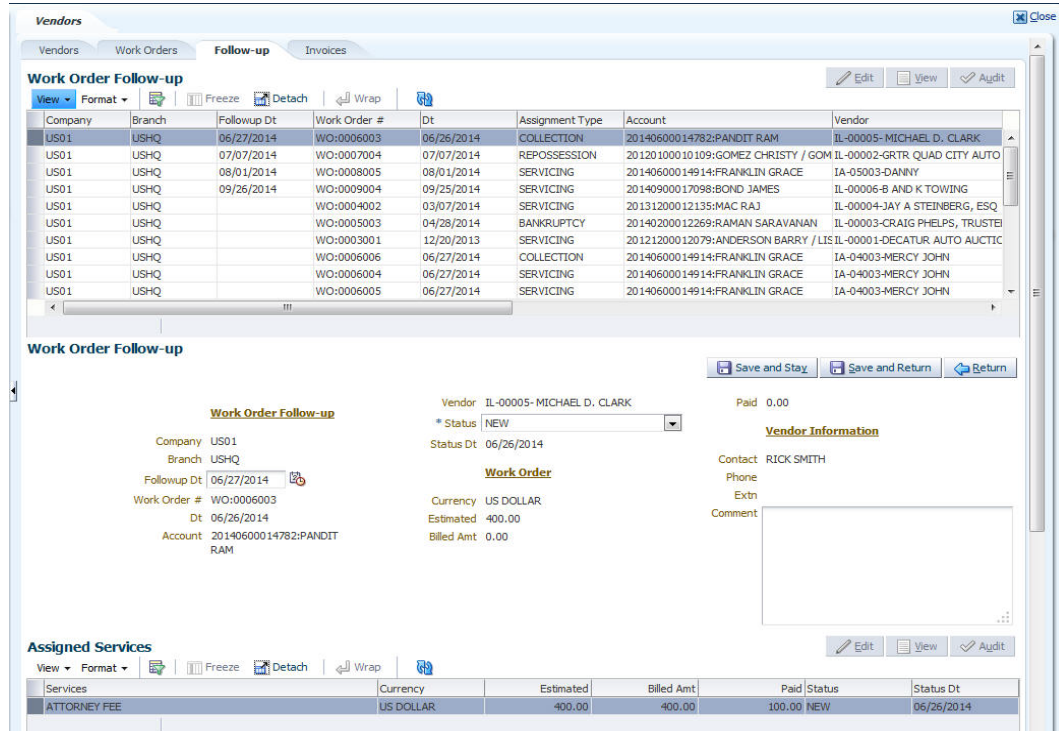 Vendors
Close
Vendors Work Orders Follow-up Invoices
Work Order Follow-up
Edit View Audit
View Format Freeze Detach Wrap
Company Branch Followup Dt Work Order # Dt Assignment Type Account Vendor
US01 USHQ 06/27/2014 WO:0006003 06/26/2014 COLLECTION 20140600014782:PANDIT RAM IL-00005- MICHAEL D. CLARK
US01 USHQ 07/07/2014 WO:0007004 07/07/2014 REPOSSESSION 20120100010109:GOMEZ CHRISTY / GOM IL-00002-GRTR QUAD CITY AUTO
US01 USHQ 08/01/2014 WO:0008005 08/01/2014 SERVICING 20140600014914:FRANKLIN GRACE IA-05003-DANNY
US01 USHQ 09/26/2014 WO:0009004 09/25/2014 SERVICING 20140900017098:BOND JAMES IL-00006-B AND K TOWING
US01 USHQ WO:0004002 03/07/2014 SERVICING 20131200012135:MAC RAJ IL-00004-JAY A STEINBERG, ESQ
US01 USHQ WO:0005003 04/28/2014 BANKRUPTCY 20140200012269:RAMAN SARAVANAN IL-00003-CRAIG PHELPS, TRUSTE
US01 USHQ WO:0003001 12/20/2013 SERVICING 20121200012079:ANDERSON BARRY / LIS IL-00001-DECATUR AUTO AUCTIC
US01 USHQ WO:0006006 06/27/2014 COLLECTION 20140600014914:FRANKLIN GRACE IA-04003-MERCY JOHN
US01 USHQ WO:0006004 06/27/2014 SERVICING 20140600014914:FRANKLIN GRACE IA-04003-MERCY JOHN
US01 USHQ WO:0006005 06/27/2014 SERVICING 20140600014914:FRANKLIN GRACE IA-04003-MERCY JOHN
Work Order Follow-up
Save and Stay Save and Return Return
Work Order Follow-up
Company US01
Branch USHQ
Followup Dt 06/27/2014
Work Order # WO:0006003
Dt 06/26/2014
Account 20140600014782:PANDIT
RAM
Vendor IL-00005- MICHAEL D. CLARK
* Status NEW
Status Dt 06/26/2014
Work Order
Currency US DOLLAR
Estimated 400.00
Billed Amt 0.00
Paid 0.00
Vendor Information
Contact RICK SMITH
Phone
Extn
Comment
Assigned Services
Edit View Audit
View Format Freeze Detach Wrap
Services Currency Estimated Billed Amt Paid Status Status Dt
ATTORNEY FEE US DOLLAR 400.00 400.00 100.00 NEW 06/26/2014